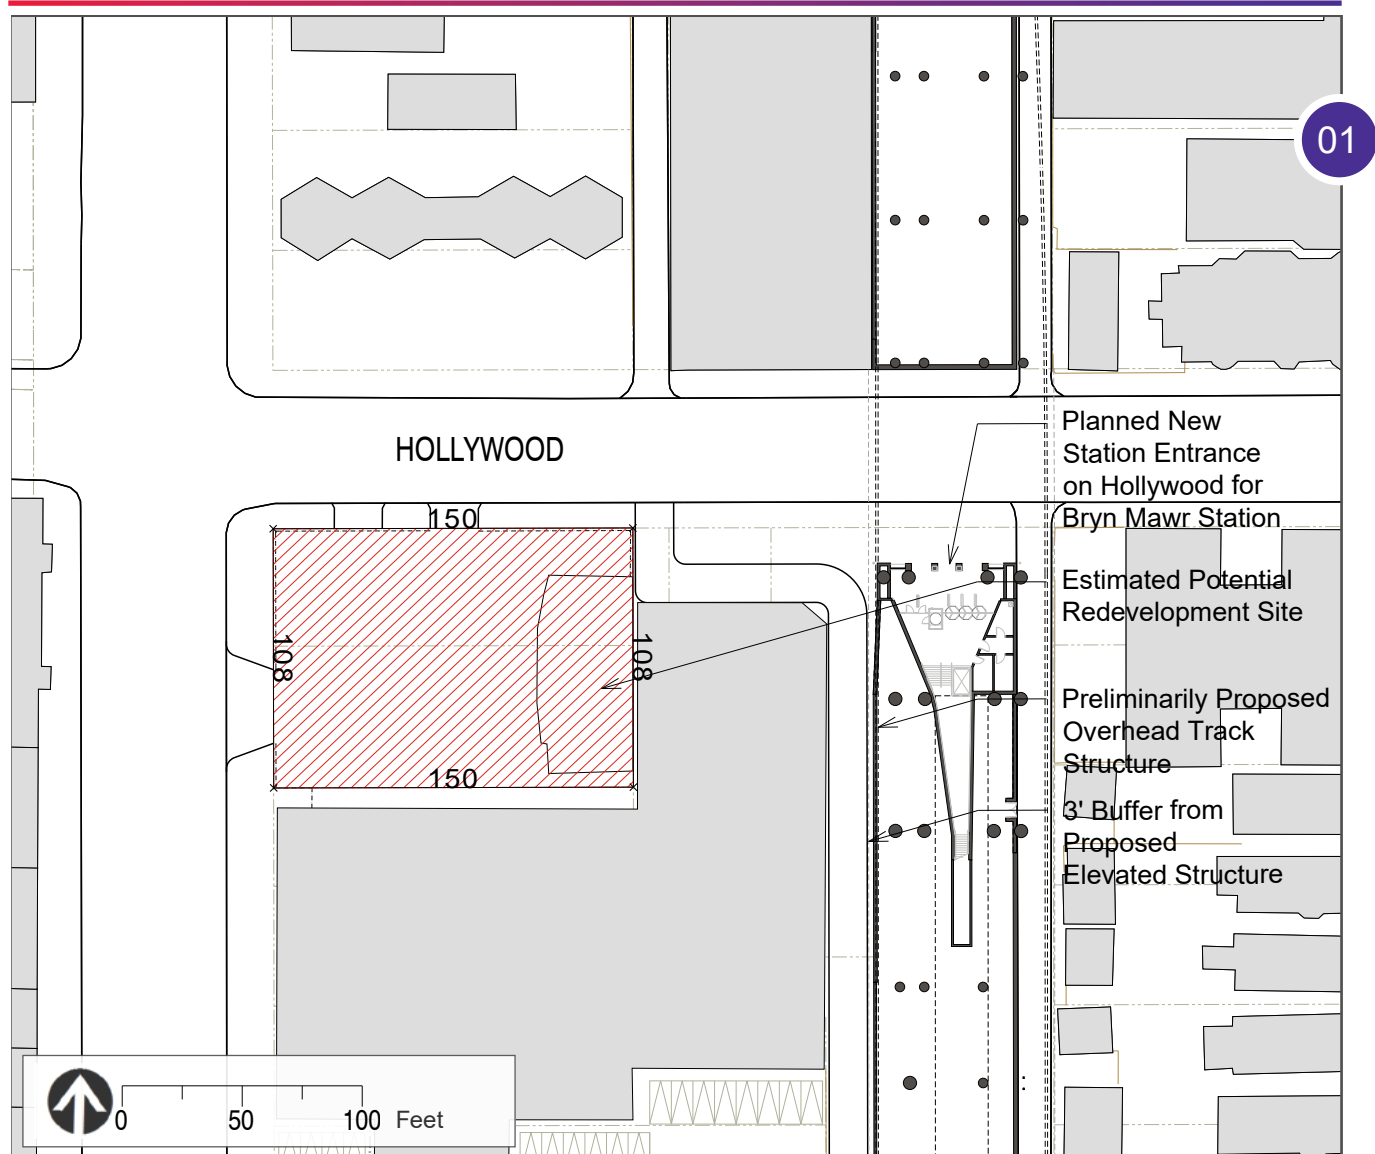 01
HOLLYWOOD
Planned New
Station Entrance
on Hollywood for
Bryn Mawr Station
150
Estimated Potential
Redevelopment Site
108
108
Preliminarily Proposed
Overhead Track
Structure
150
3' Buffer from
Proposed
Elevated Structure
0 50 100 Feet